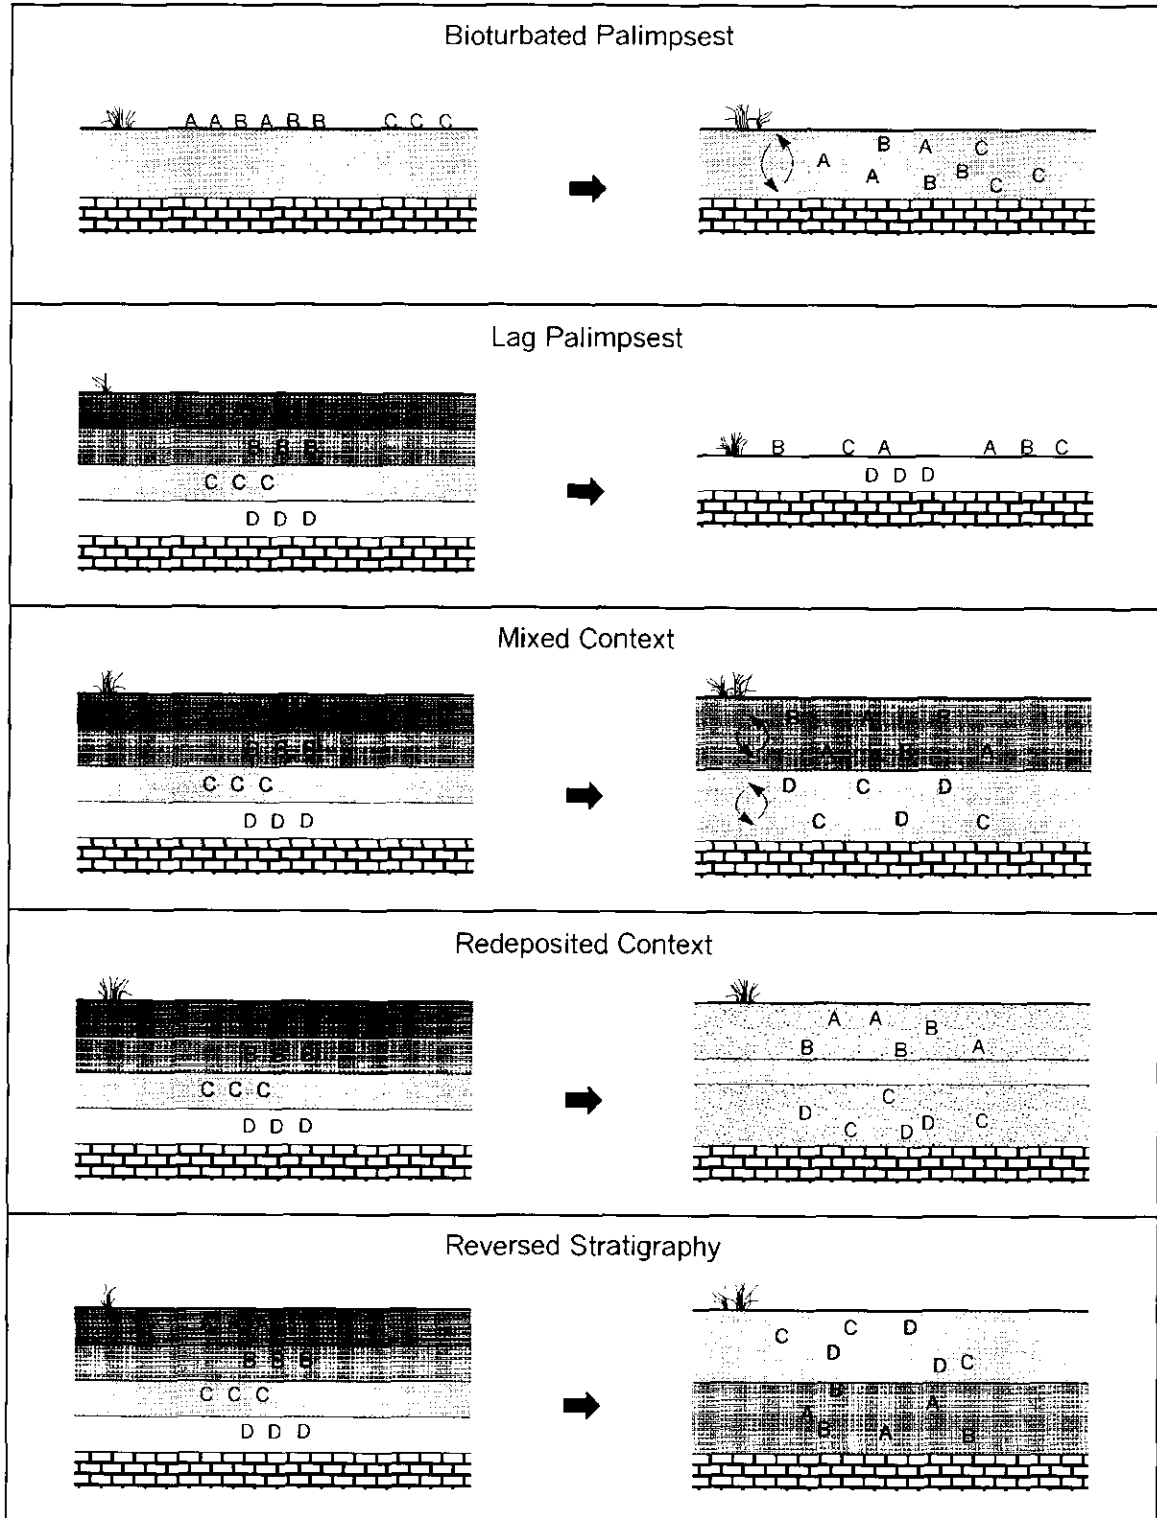 Bioturbated Palimpsest
A A B A B B C C C
B A C
A
A B B C C
Lag Palimpsest
B B B
C C C
D D D
B C A A B C
D D D
Mixed Context
B B
C C C
D D D
B A B
A B A
D C D
C D C
Redeposited Context
B B B
C C C
D D D
A A B
B B A
C
D C D D C
Reversed Stratigraphy
B B B
C C C
D D D
C C D
D D C
B A
A B A B